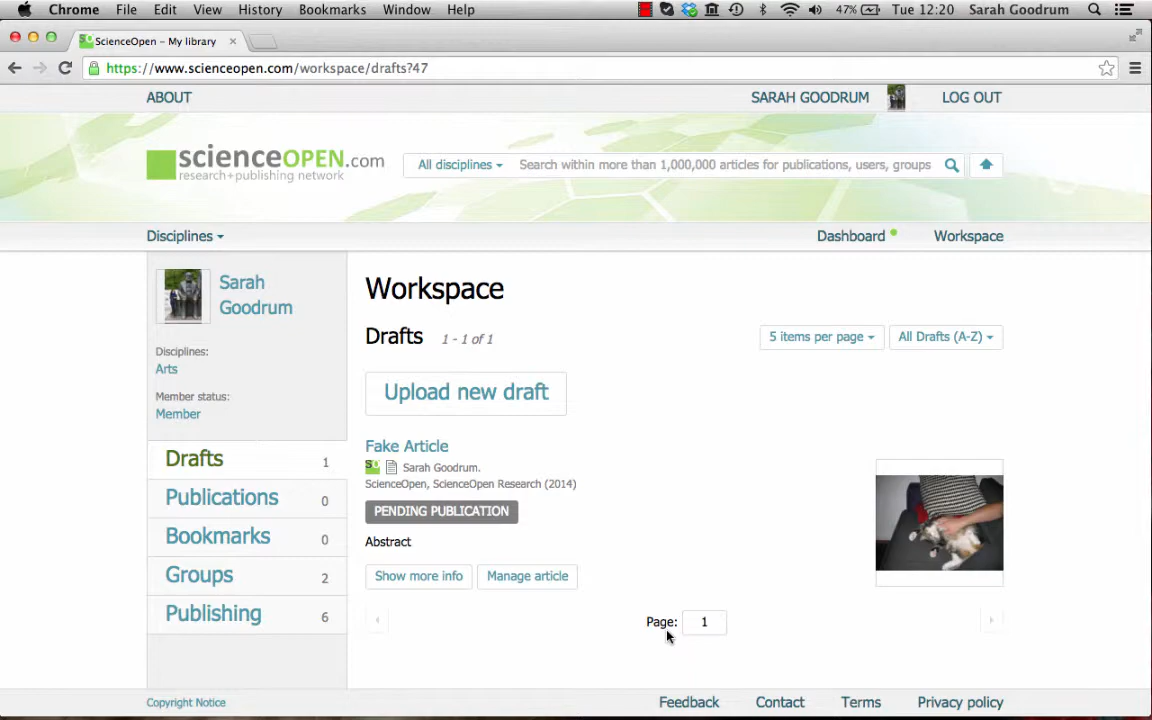 Chrome File Edit View History Bookmarks Window Help 47% Tue 12:20 Sarah Goodrum
ScienceOpen – My library
https://www.scienceopen.com/workspace/drafts?47
ABOUT SARAH GOODRUM LOG OUT
scienceOPEN.com
research+publishing network
All disciplines Search within more than 1,000,000 articles for publications, users, groups
Disciplines Dashboard Workspace
Sarah
Goodrum
Disciplines:
Arts
Member status:
Member
Drafts 1
Publications 0
Bookmarks 0
Groups 2
Publishing 6
Workspace
Drafts 1 - 1 of 1
5 items per page All Drafts (A-Z)
Upload new draft
Fake Article
Sarah Goodrum.
ScienceOpen, ScienceOpen Research (2014)
PENDING PUBLICATION
Abstract
Show more info Manage article
Page: 1
Copyright Notice Feedback Contact Terms Privacy policy